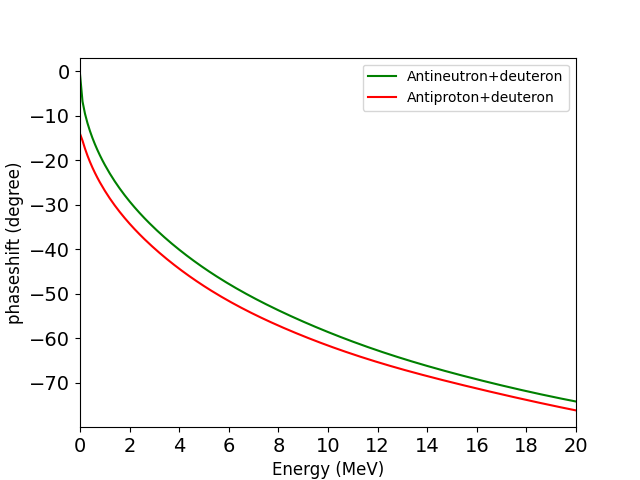 Antineutron+deuteron
Antiproton+deuteron
phaseshift (degree)
0
−10
−20
−30
−40
−50
−60
−70
0 2 4 6 8 10 12 14 16 18 20
Energy (MeV)